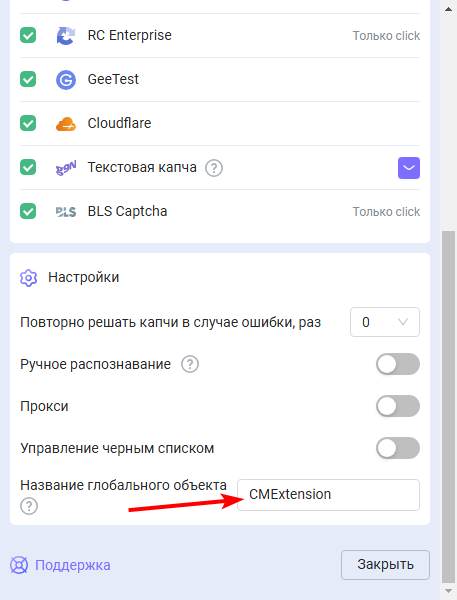 RC Enterprise Только click
GeeTest
Cloudflare
Текстовая капча ?
BLS BLS Captcha Только click
Настройки
Повторно решать капчи в случае ошибки, раз 0
Ручное распознавание ?
Прокси
Управление черным списком
Название глобального объекта CMExtension
?
Поддержка Закрыть